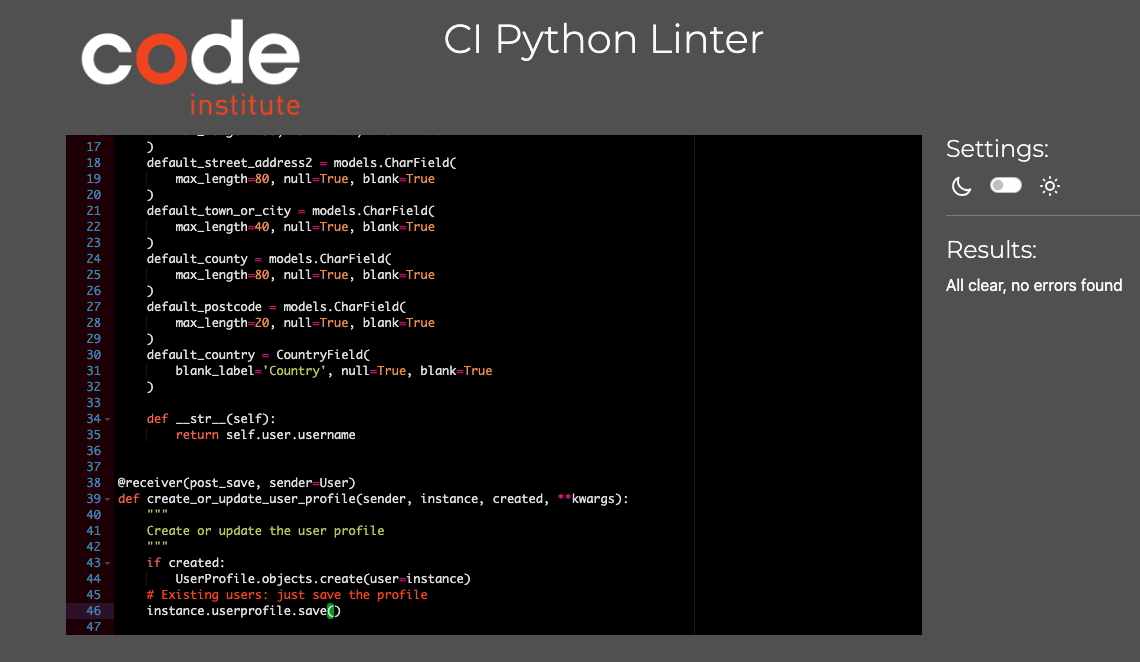 code
institute
CI Python Linter
17 )
18 default_street_address2 = models.CharField(
19 max_length=80, null=True, blank=True
20 )
21 default_town_or_city = models.CharField(
22 max_length=40, null=True, blank=True
23 )
24 default_county = models.CharField(
25 max_length=80, null=True, blank=True
26 )
27 default_postcode = models.CharField(
28 max_length=20, null=True, blank=True
29 )
30 default_country = CountryField(
31 blank_label='Country', null=True, blank=True
32 )
33
34 def __str__(self):
35 return self.user.username
36
37
38 @receiver(post_save, sender=User)
39 def create_or_update_user_profile(sender, instance, created, **kwargs):
40 """
41 Create or update the user profile
42 """
43 if created:
44 UserProfile.objects.create(user=instance)
45 # Existing users: just save the profile
46 instance.userprofile.save()
47
Settings:
Results:
All clear, no errors found